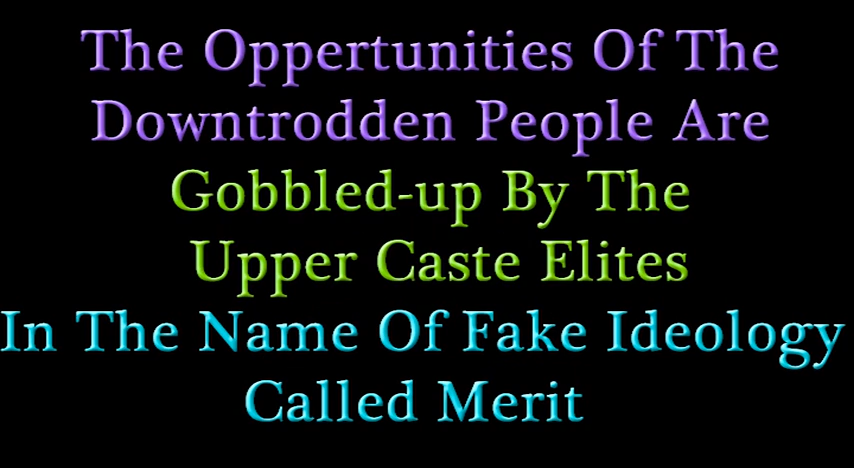 The Oppertunities Of The
Downtrodden People Are
Gobbled-up By The
Upper Caste Elites
In The Name Of Fake Ideology
Called Merit